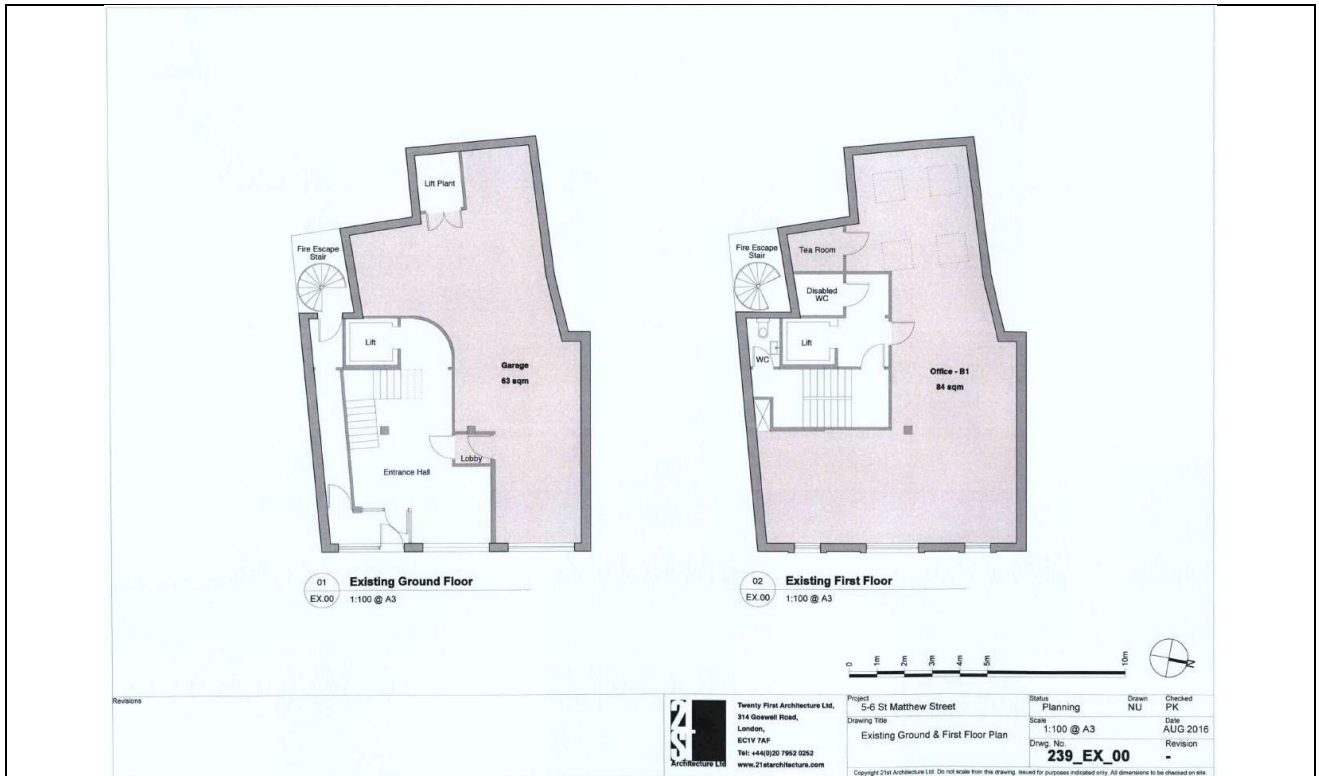 Lift Plant
Fire Escape
Stair
Lift
Garage
63 sqm
Lobby
Entrance Hall
01
EX.00
Existing Ground Floor
1:100 @ A3
Fire Escape
Stair
Tea Room
Disabled
WC
WC
Lift
Office - B1
84 sqm
02
EX.00
Existing First Floor
1:100 @ A3
0 1m 2m 3m 4m 5m 10m
N
Revisions
21st
Architecture Ltd
Twenty First Architecture Ltd,
314 Goswell Road,
London,
EC1V 7AF
Tel: +44(0)20 7952 0252
www.21starchitecture.com
Project
5-6 St Matthew Street
Drawing Title
Existing Ground & First Floor Plan
Status
Planning
Drawn
NU
Checked
PK
Scale
1:100 @ A3
Date
AUG 2016
Drwg. No.
239_EX_00
Revision
-
Copyright 21st Architecture Ltd. Do not scale from this drawing. Issued for purposes indicated only. All dimensions to be checked on site.